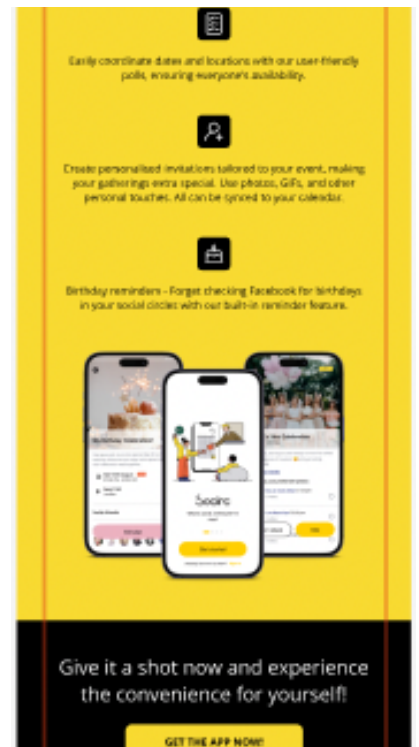 Easily coordinate dates and locations with our user-friendly
polls, ensuring everyone's availability.
Create personalised invitations tailored to your event, making
your gatherings extra special. Use photos, GIFs, and other
personal touches. All can be synced to your calendar.
Birthday reminders - Forget checking Facebook for birthdays
in your social circles with our built-in reminder feature.
Get started
Give it a shot now and experience
the convenience for yourself!
GET THE APP NOW!